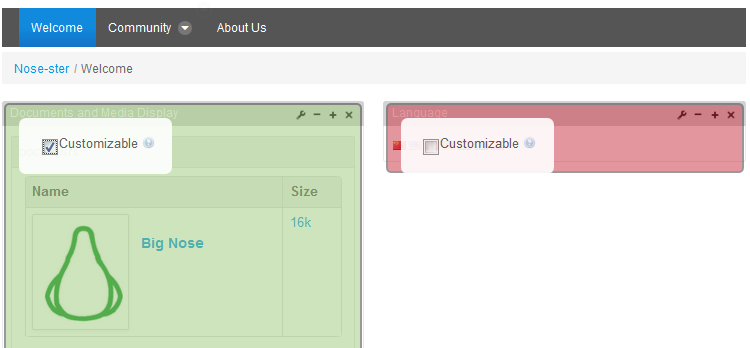 Welcome Community About Us
Nose-ster / Welcome
Documents and Media Display
Language
Customizable
Customizable
Name Size
Big Nose 16k